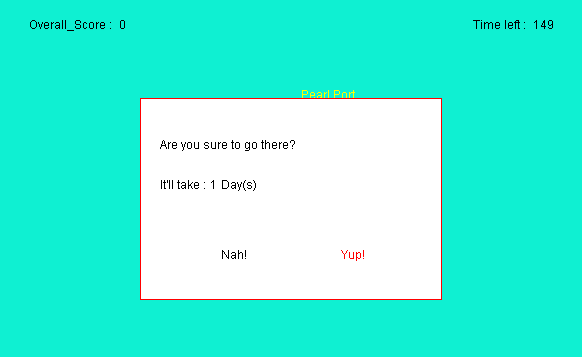 Overall_Score : 0
Time left : 149
Pearl Port
Are you sure to go there?
It'll take : 1 Day(s)
Nah!
Yup!